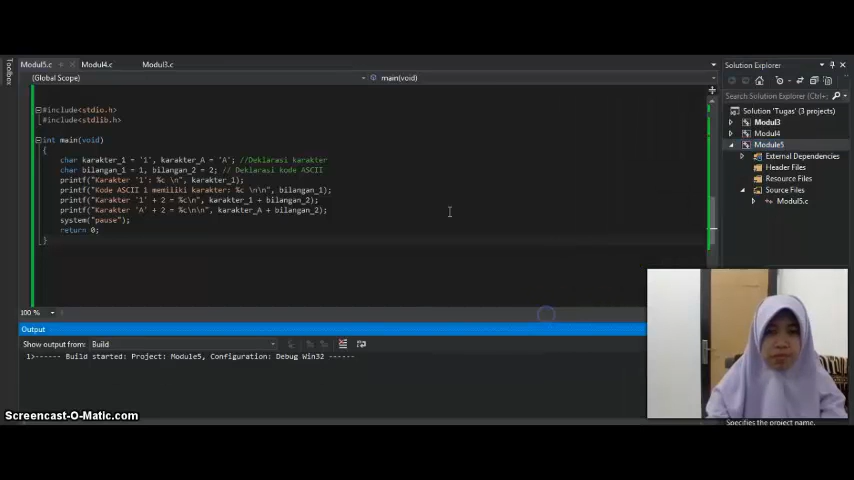 Modul5.c
Modul4.c
Modul3.c
Toolbox
(Global Scope)
main(void)
#include<stdio.h>
#include<stdlib.h>
int main(void)
{
char karakter_1 = '1', karakter_A = 'A'; //Deklarasi karakter
char bilangan_1 = 1, bilangan_2 = 2; // Deklarasi kode ASCII
printf("Karakter '1': %c \n", karakter_1);
printf("Kode ASCII 1 memiliki karakter: %c \n\n", bilangan_1);
printf("Karakter '1' + 2 = %c\n", karakter_1 + bilangan_2);
printf("Karakter 'A' + 2 = %c\n\n", karakter_A + bilangan_2);
system("pause");
return 0;
}
100 %
Output
Show output from:
Build
1>------ Build started: Project: Module5, Configuration: Debug Win32 ------
Solution Explorer
Search Solution Explorer (Ctrl+;
Solution 'Tugas' (3 projects)
Modul3
Modul4
Module5
External Dependencies
Header Files
Resource Files
Source Files
Modul5.c
Specifies the project name.
Screencast-O-Matic.com